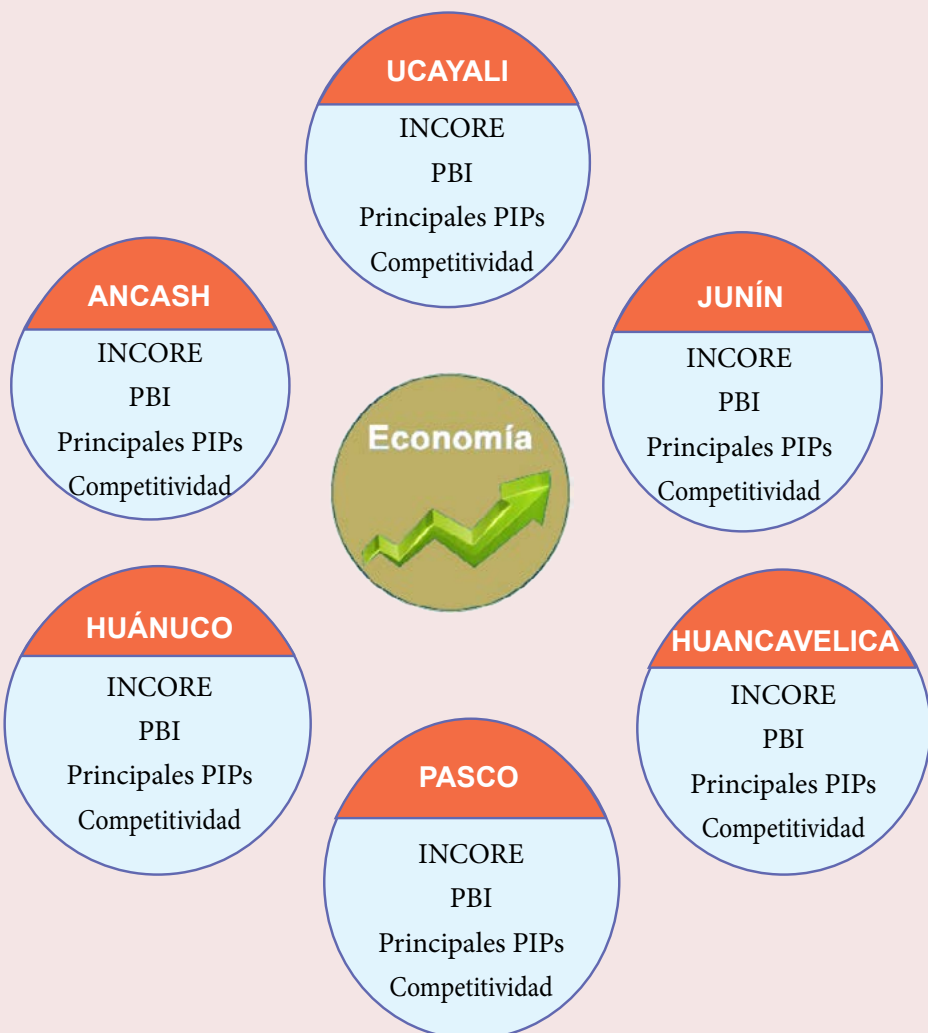 UCAYALI
INCORE
PBI
Principales PIPs
Competitividad
ANCASH
INCORE
PBI
Principales PIPs
Competitividad
JUNÍN
INCORE
PBI
Principales PIPs
Competitividad
Economía
HUÁNUCO
INCORE
PBI
Principales PIPs
Competitividad
HUANCAVELICA
INCORE
PBI
Principales PIPs
Competitividad
PASCO
INCORE
PBI
Principales PIPs
Competitividad